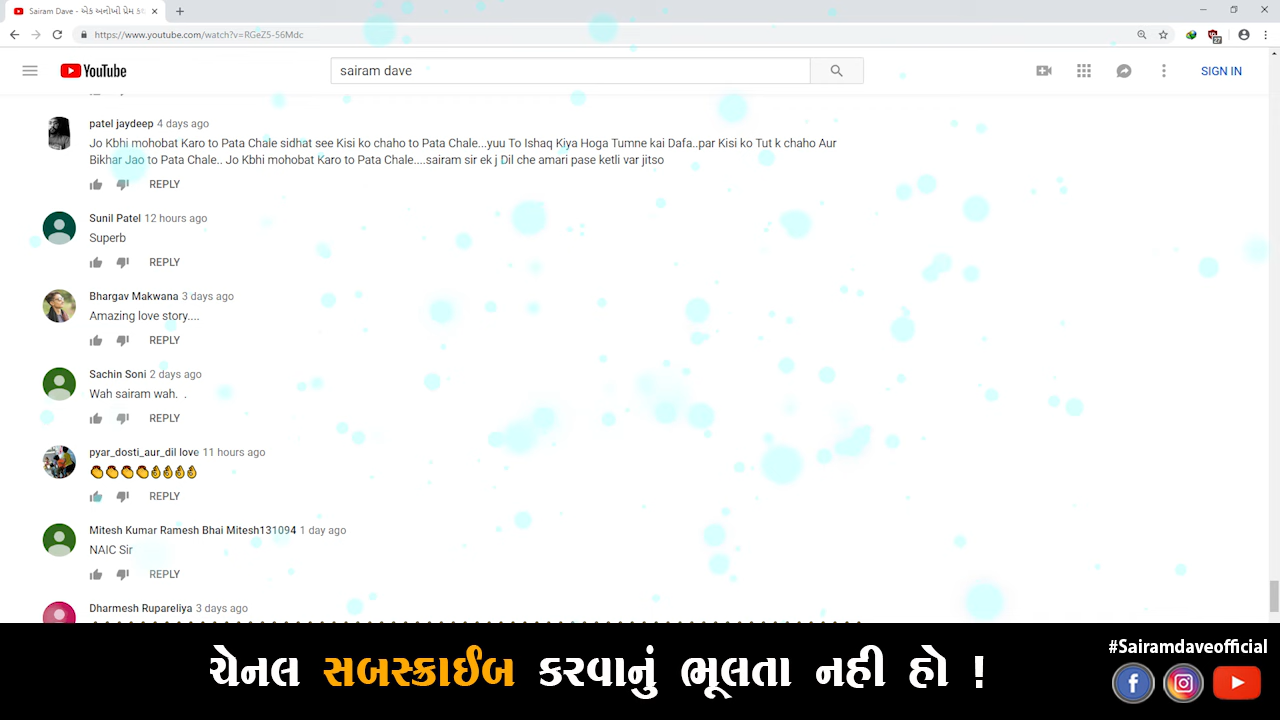 Sairam Dave - એક અનોખો પ્રેમ
https://www.youtube.com/watch?v=RGeZ5-56Mdc
27
YouTube
sairam dave
SIGN IN
patel jaydeep 4 days ago
Jo Kbhi mohobat Karo to Pata Chale sidhat see Kisi ko chaho to Pata Chale...yuu To Ishaq Kiya Hoga Tumne kai Dafa..par Kisi ko Tut k chaho Aur
Bikhar Jao to Pata Chale.. Jo Kbhi mohobat Karo to Pata Chale....sairam sir ek j Dil che amari pase ketli var jitso
REPLY
Sunil Patel 12 hours ago
Superb
REPLY
Bhargav Makwana 3 days ago
Amazing love story....
REPLY
Sachin Soni 2 days ago
Wah sairam wah.  .
REPLY
pyar_dosti_aur_dil love 11 hours ago
👏👏👏👏👌👌👌👌
REPLY
Mitesh Kumar Ramesh Bhai Mitesh131094 1 day ago
NAIC Sir
REPLY
Dharmesh Rupareliya 3 days ago
ચેનલ સબસ્ક્રાઈબ કરવાનું ભૂલતા નહી હો !
#Sairamdaveofficial